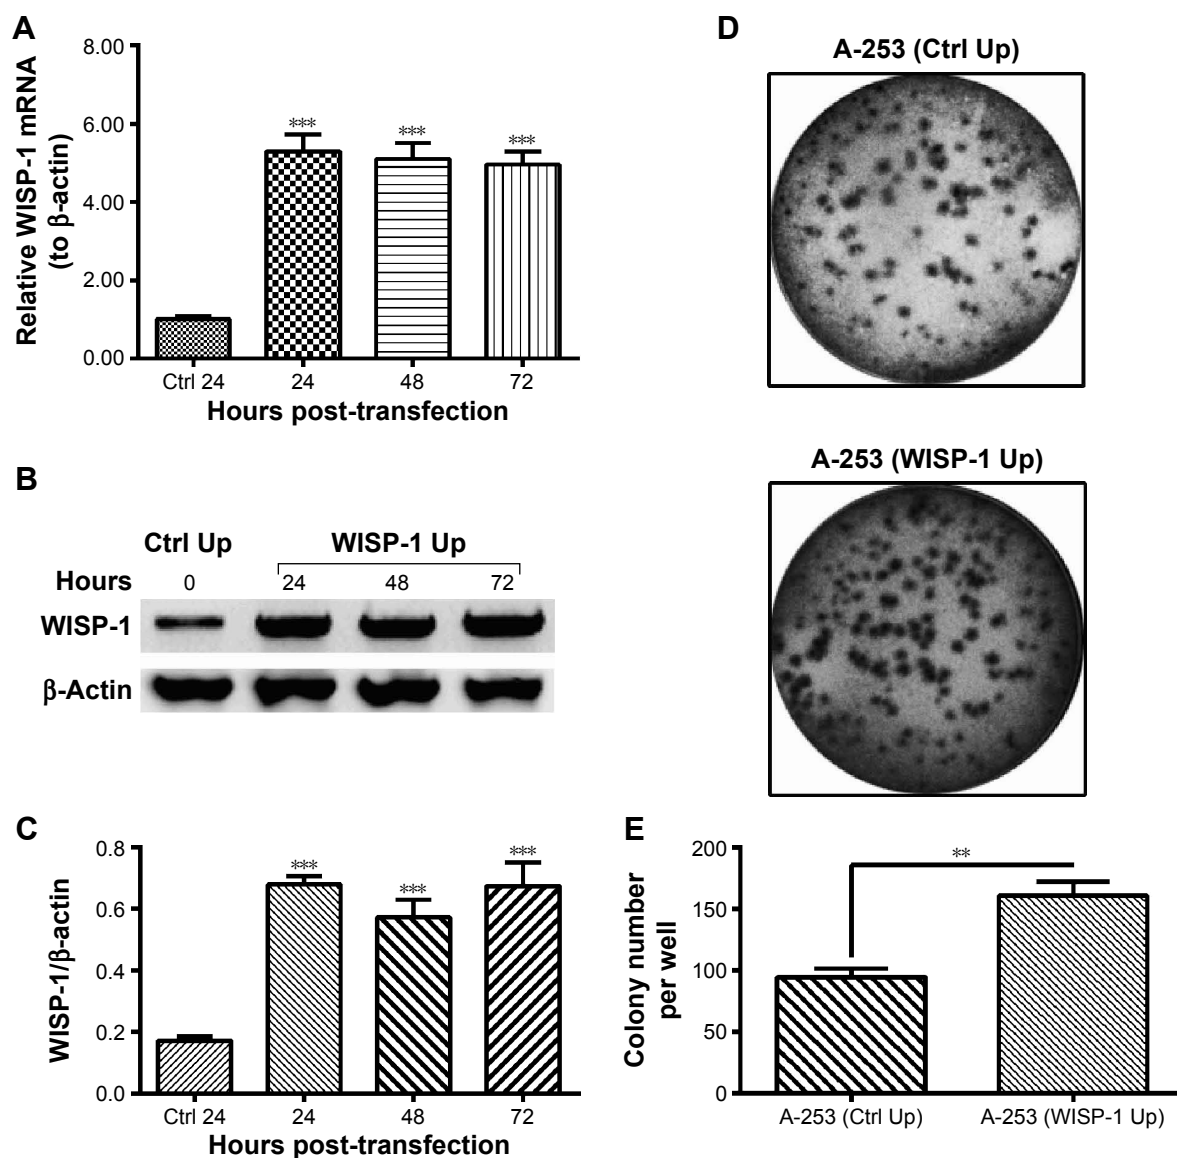 A
8.00
6.00
4.00
2.00
0.00
Relative WISP-1 mRNA
(to β-actin)
***
***
***
Ctrl 24
24
48
72
Hours post-transfection
B
Ctrl Up
WISP-1 Up
Hours
0
24
48
72
WISP-1
β-Actin
C
0.8
0.6
0.4
0.2
0.0
WISP-1/β-actin
***
***
***
Ctrl 24
24
48
72
Hours post-transfection
D
A-253 (Ctrl Up)
A-253 (WISP-1 Up)
E
200
150
100
50
0
Colony number
per well
**
A-253 (Ctrl Up)
A-253 (WISP-1 Up)